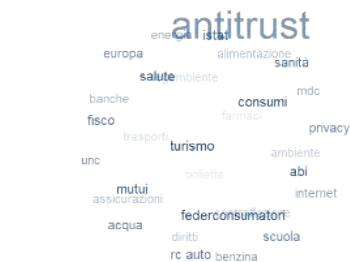 antitrust
energia istat
europa alimentazione
sanità
salute legambiente
mdc
banche consumi
farmaci
fisco
privacy
trasporti
turismo
ambiente
unc
bollette abi
mutui internet
assicurazioni
federconsumatori
acqua
diritti scuola
rc auto benzina